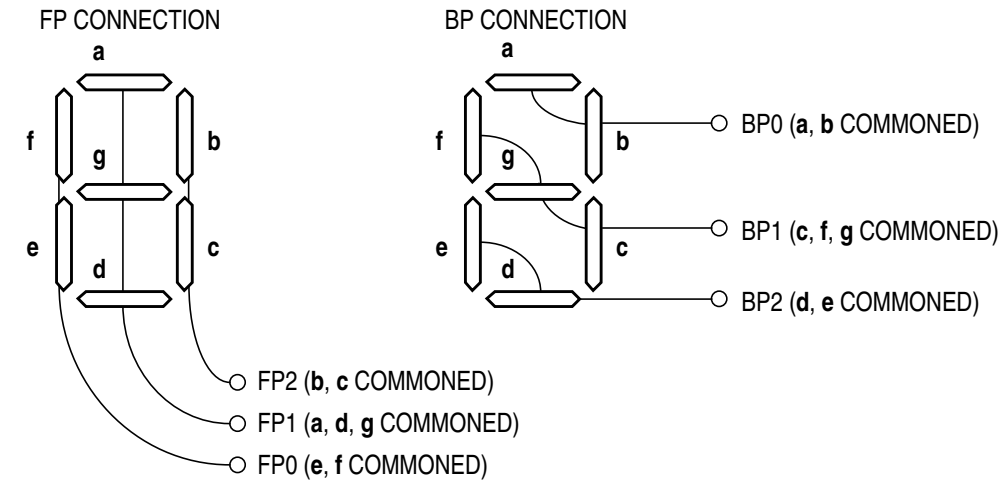 FP CONNECTION
a
f
b
g
e
c
d
FP2 (b, c COMMONED)
FP1 (a, d, g COMMONED)
FP0 (e, f COMMONED)
BP CONNECTION
a
f
b
g
e
c
d
BP0 (a, b COMMONED)
BP1 (c, f, g COMMONED)
BP2 (d, e COMMONED)